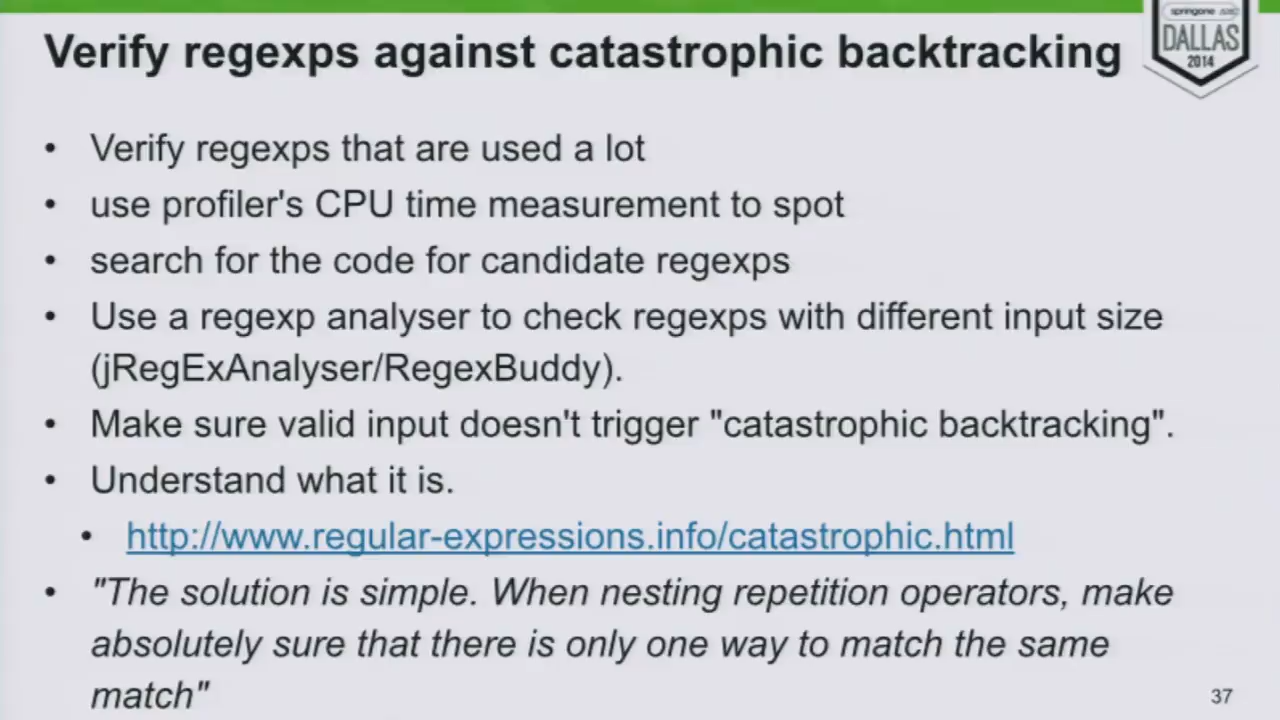 springone 2GX
DALLAS
2014
Verify regexps against catastrophic backtracking
• Verify regexps that are used a lot
• use profiler's CPU time measurement to spot
• search for the code for candidate regexps
• Use a regexp analyser to check regexps with different input size
(jRegExAnalyser/RegexBuddy).
• Make sure valid input doesn't trigger "catastrophic backtracking".
• Understand what it is.
• http://www.regular-expressions.info/catastrophic.html
• "The solution is simple. When nesting repetition operators, make
absolutely sure that there is only one way to match the same
match"
37